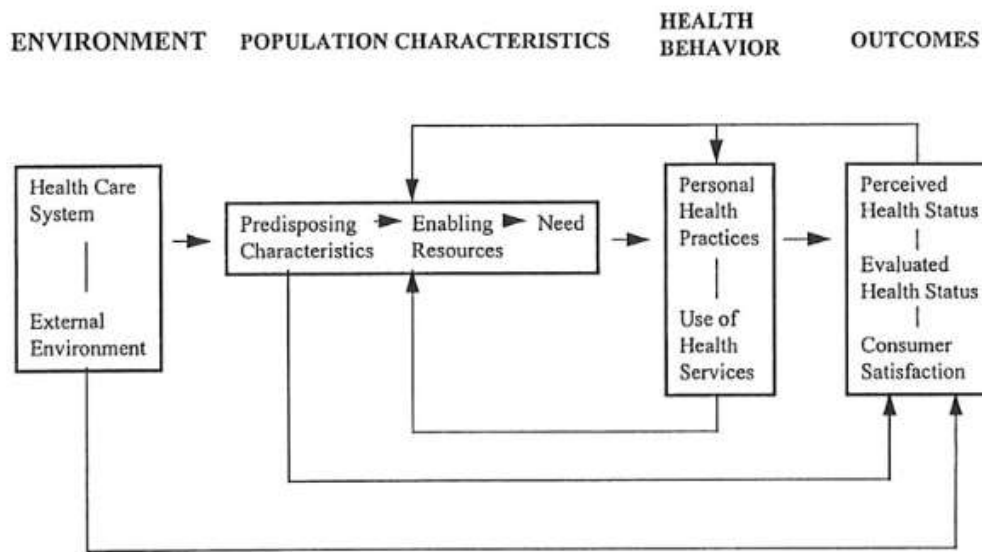 ENVIRONMENT
POPULATION CHARACTERISTICS
HEALTH
BEHAVIOR
OUTCOMES
Health Care
System
External
Environment
Predisposing
Characteristics
Enabling
Resources
Need
Personal
Health
Practices
Use of
Health
Services
Perceived
Health Status
Evaluated
Health Status
Consumer
Satisfaction